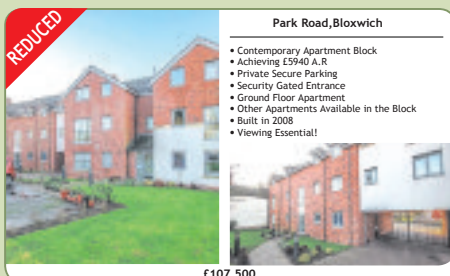 REDUCED
Park Road,Bloxwich
• Contemporary Apartment Block
• Achieving £5940 A.R
• Private Secure Parking
• Security Gated Entrance
• Ground Floor Apartment
• Other Apartments Available in the Block
• Built in 2008
• Viewing Essential!
£107,500